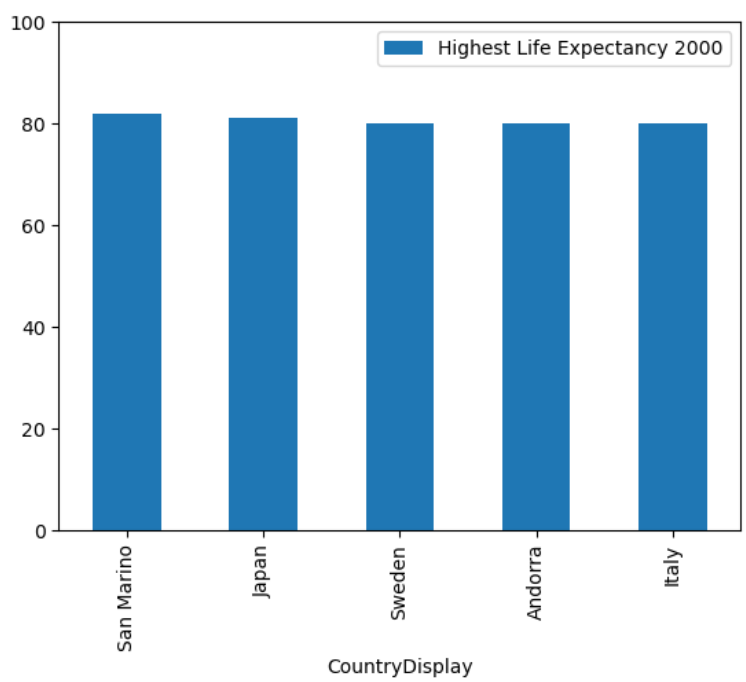 Highest Life Expectancy 2000
100
80
60
40
20
0
San Marino
Japan
Sweden
Andorra
Italy
CountryDisplay